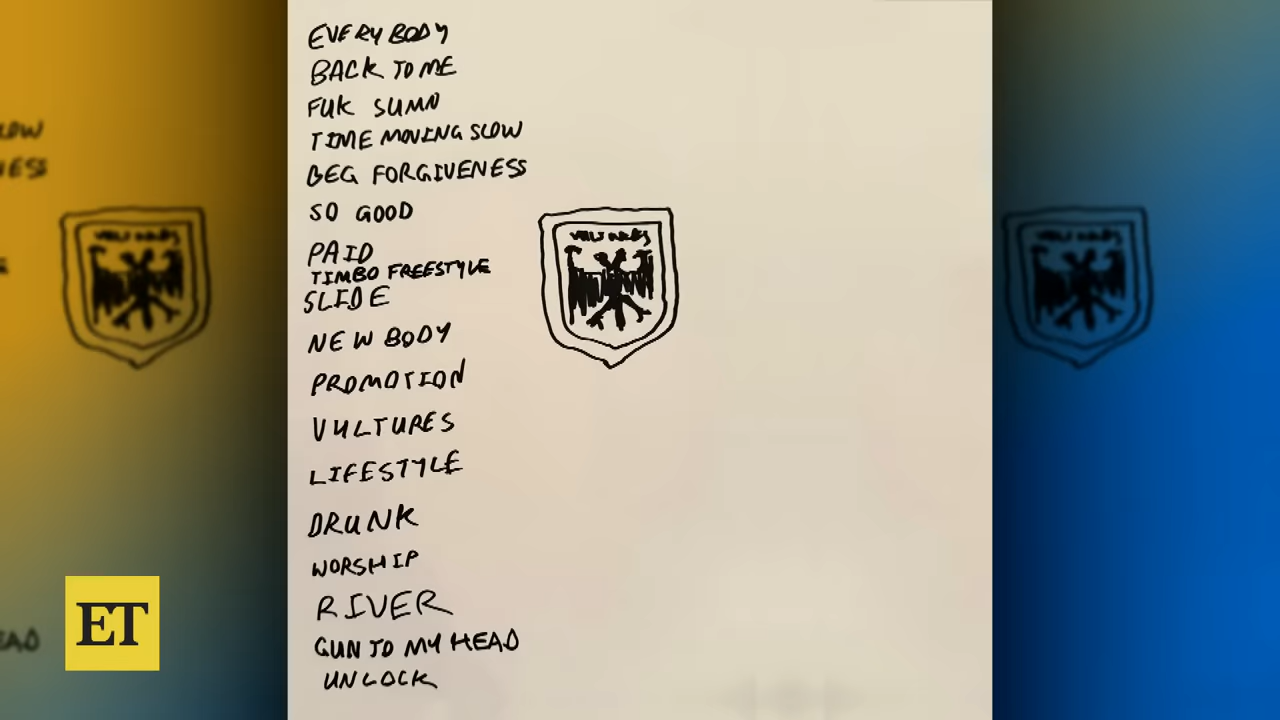 EVERYBODY
BACK TO ME
FUK SUMN
TIME MOVING SLOW
BEG FORGIVENESS
SO GOOD
PAID
TIMBO FREESTYLE
SLIDE
NEW BODY
PROMOTION
VULTURES
LIFESTYLE
DRUNK
WORSHIP
RIVER
GUN TO MY HEAD
UNLOCK
ET